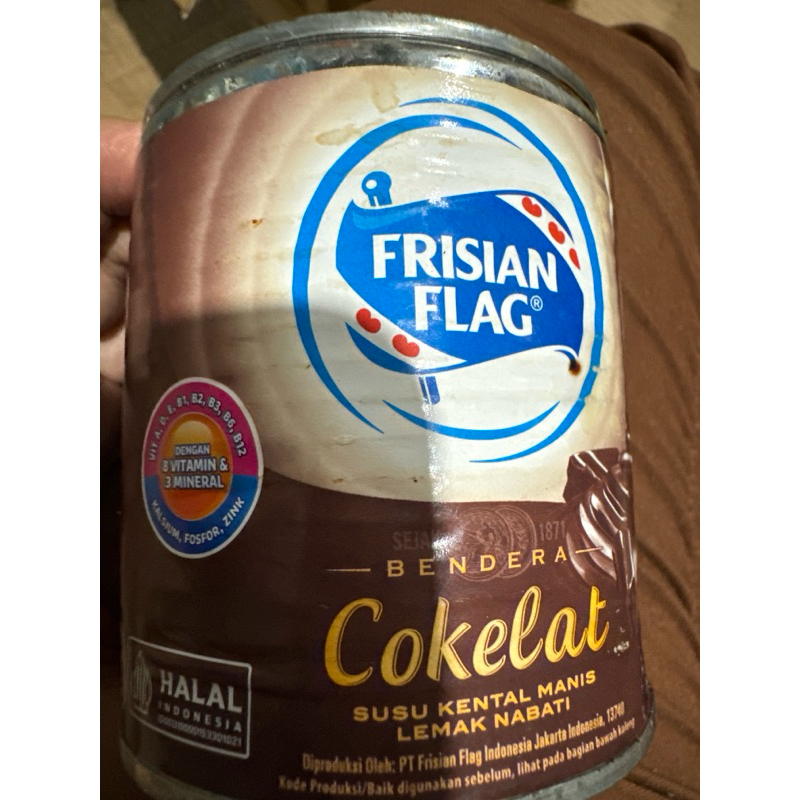 FRISIAN
FLAG®
VIT A, D, E, B1, B2, B3, B6, B12
DENGAN
8 VITAMIN &
3 MINERAL
KALSIUM, FOSFOR, ZINK
SEJAK 1871
BENDERA
Cokelat
SUSU KENTAL MANIS
LEMAK NABATI
HALAL
INDONESIA
Diproduksi Oleh: PT Frisian Flag Indonesia Jakarta Indonesia, 13740
Kode Produksi/Baik digunakan sebelum, lihat pada bagian bawah kaleng